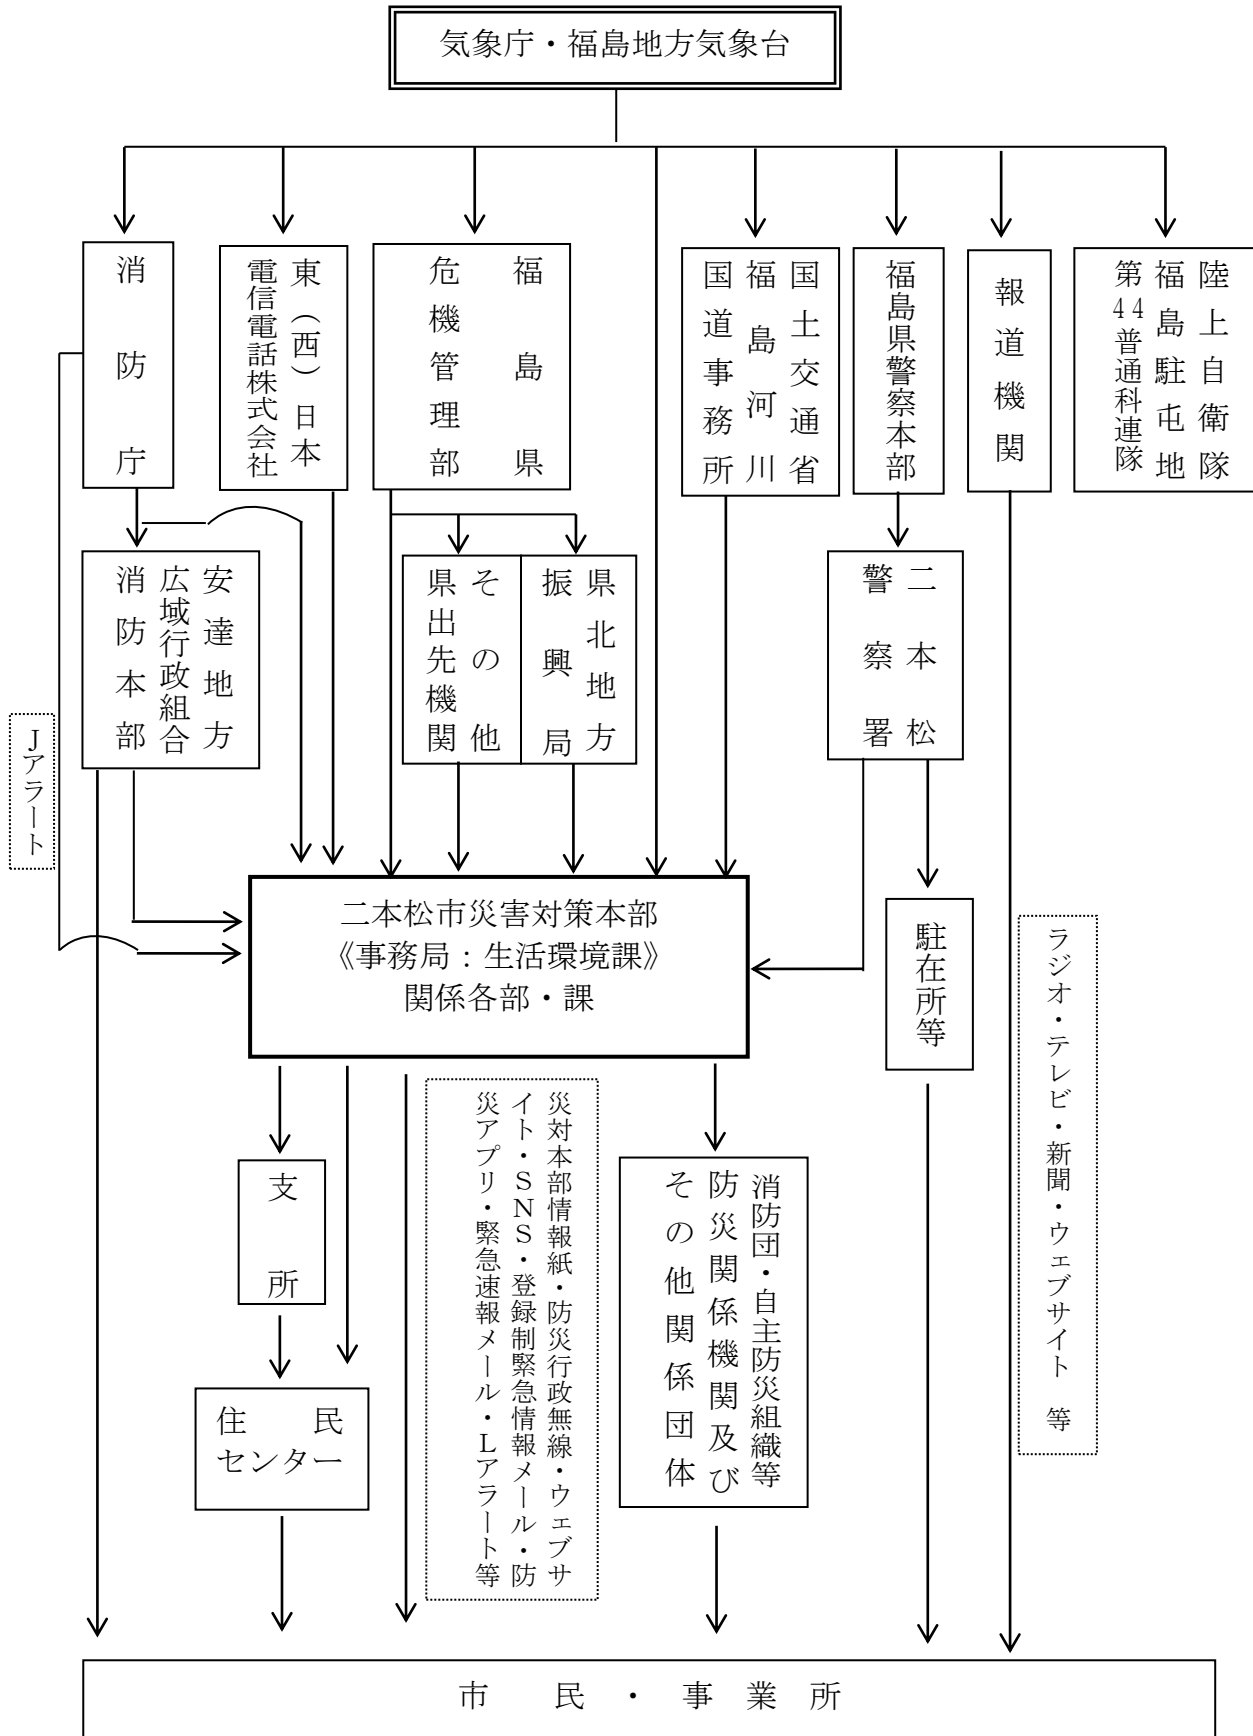 気象庁・福島地方気象台
消防庁
東（西）日本
電信電話株式会社
福島県
危機管理部
国土交通省
福島河川
国道事務所
福島県警察本部
報道機関
陸上自衛隊
福島駐屯地
第44普通科連隊
安達地方
広域行政組合
消防本部
その他
県出先機関
県北地方
振興局
二本松
警察署
Jアラート
二本松市災害対策本部
《事務局：生活環境課》
関係各部・課
駐在所等
ラジオ・テレビ・新聞・ウェブサイト 等
支所
災対本部情報紙・防災行政無線・ウェブサ
イト・SNS・登録制緊急情報メール・防
災アプリ・緊急速報メール・Lアラート等
消防団・自主防災組織等
防災関係機関及び
その他関係団体
住民
センター
市民・事業所